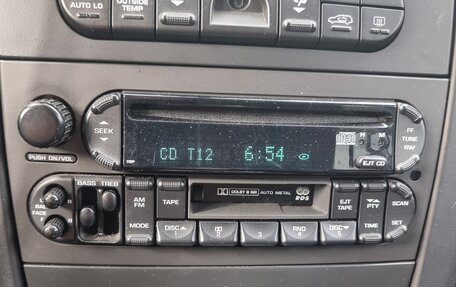 AUTO LO
OUTSIDE TEMP
SEEK
PUSH ON/VOL
RSP
CD T12 6:54
H M
EJT CD
FF
TUNE
RW
L BAL R
FADE
BASS TREB
AM
FM
TAPE
DOLBY B NR
AUTO METAL
RDS
EJT
TAPE
PTY
SCAN
MODE
DISC
1
2
3
RND
4
DISC
5
TIME
SET